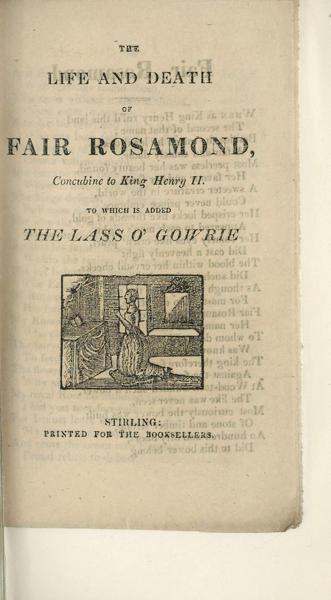 THE
LIFE AND DEATH
OF
FAIR ROSAMOND,
Concubine to King Henry II.
TO WHICH IS ADDED
THE LASS O' GOWRIE
STIRLING:
PRINTED FOR THE BOOKSELLERS.